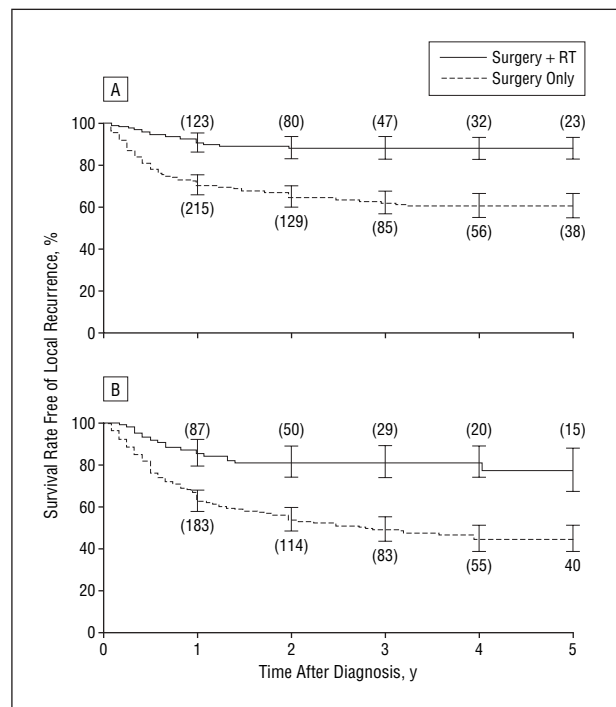 Surgery + RT
Surgery Only
A
100
80
60
40
20
0
(123) (80) (47) (32) (23)
(215) (129) (85) (56) (38)
Survival Rate Free of Local Recurrence, %
B
100
80
60
40
20
0
(87) (50) (29) (20) (15)
(183) (114) (83) (55) 40
0 1 2 3 4 5
Time After Diagnosis, y